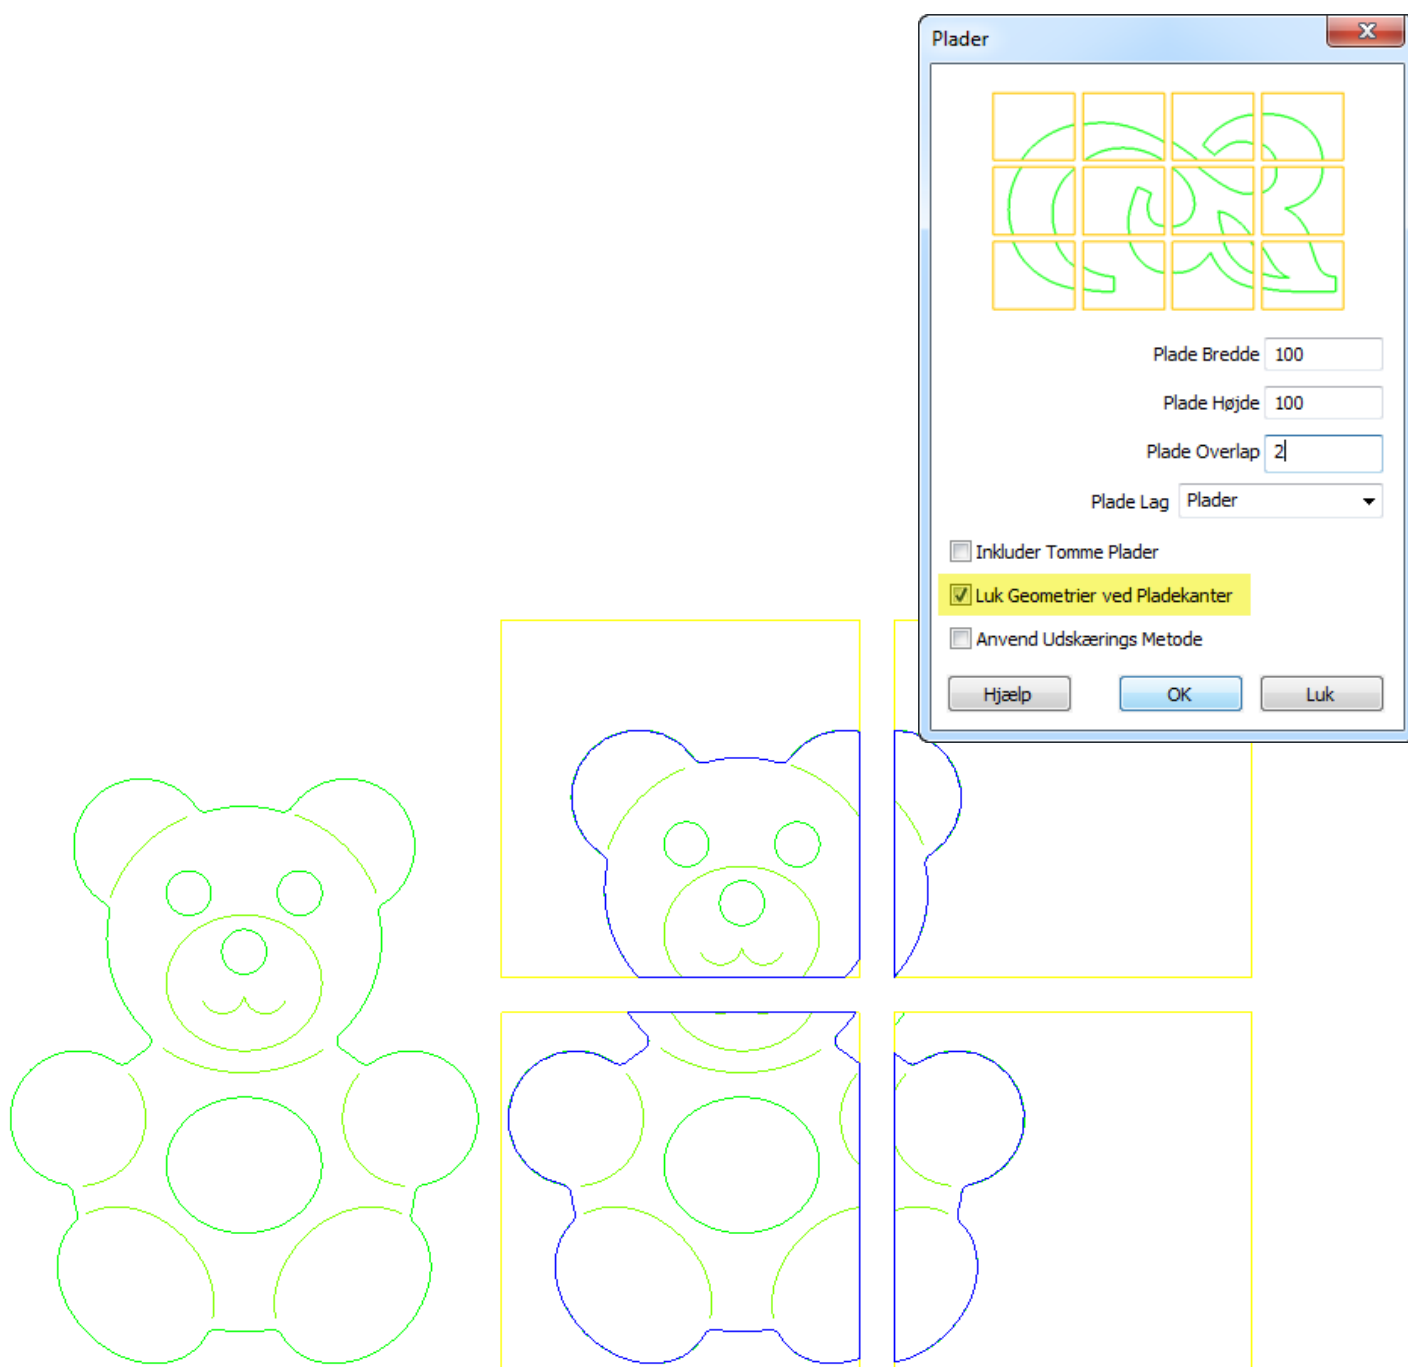 Plader
Plade Bredde 100
Plade Højde 100
Plade Overlap 2
Plade Lag Plader
Inkluder Tomme Plader
Luk Geometrier ved Pladekanter
Anvend Udskærings Metode
Hjælp OK Luk